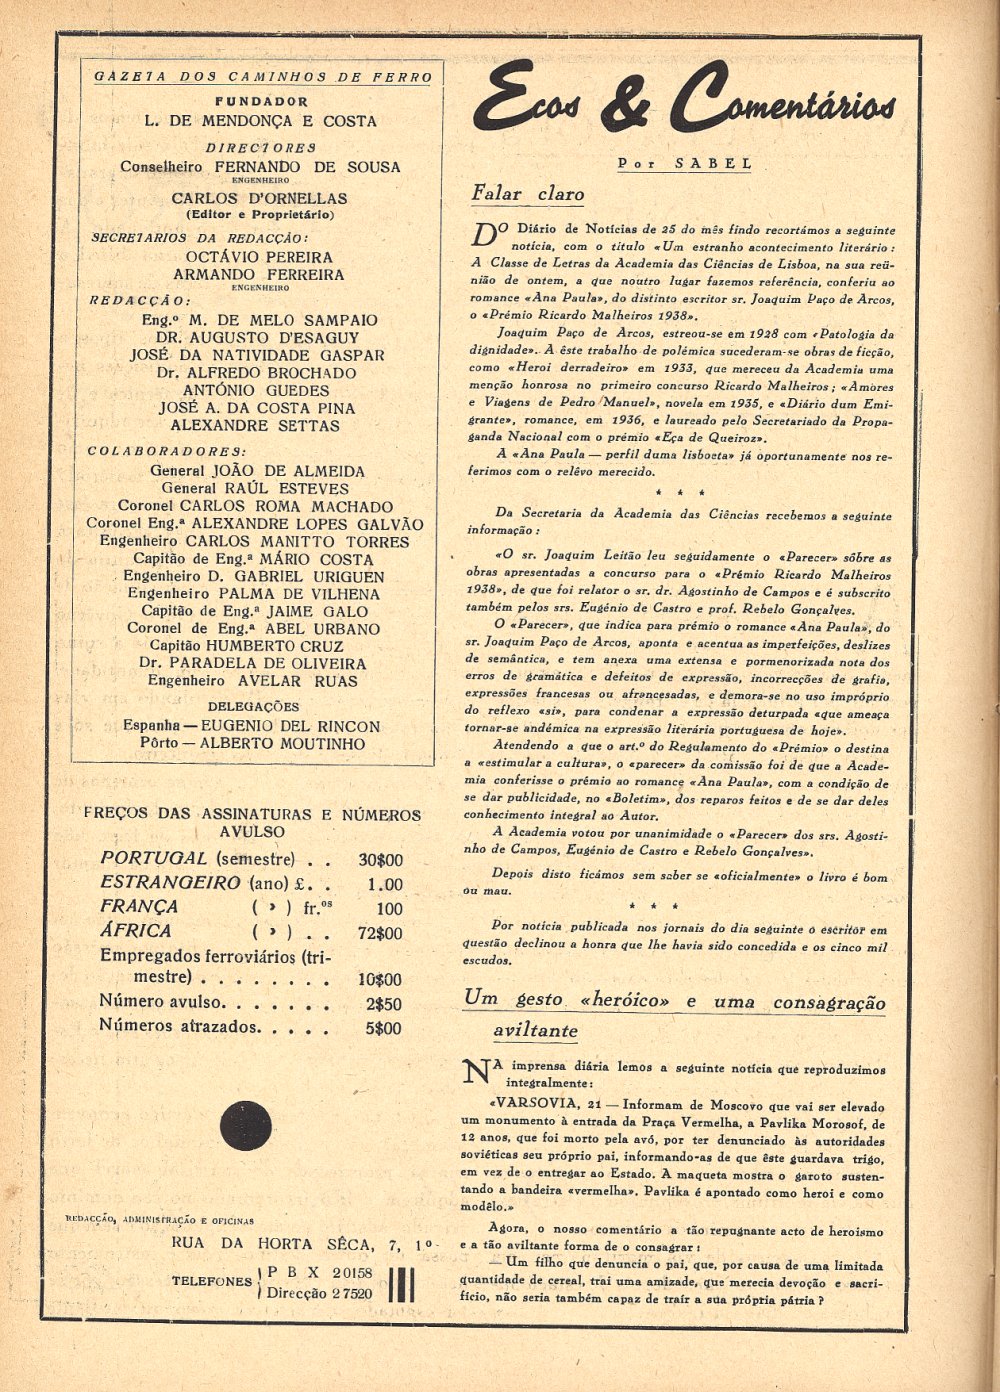 GAZETA DOS CAMINHOS DE FERRO
FUNDADOR
L. DE MENDONÇA E COSTA
DIRECTORES
Conselheiro FERNANDO DE SOUSA
ENGENHEIRO
CARLOS D'ORNELLAS
(Editor e Proprietário)
SECRETARIOS DA REDACÇÃO:
OCTÁVIO PEREIRA
ARMANDO FERREIRA
ENGENHEIRO
REDACÇÃO:
Eng.º M. DE MELO SAMPAIO
DR. AUGUSTO D'ESAGUY
JOSÉ DA NATIVIDADE GASPAR
Dr. ALFREDO BROCHADO
ANTÓNIO GUEDES
JOSÉ A. DA COSTA PINA
ALEXANDRE SETTAS
COLABORADORES:
General JOÃO DE ALMEIDA
General RAÚL ESTEVES
Coronel CARLOS ROMA MACHADO
Coronel Eng.ª ALEXANDRE LOPES GALVÃO
Engenheiro CARLOS MANITTO TORRES
Capitão de Eng.ª MÁRIO COSTA
Engenheiro D. GABRIEL URIGUEN
Engenheiro PALMA DE VILHENA
Capitão de Eng.ª JAIME GALO
Coronel de Eng.ª ABEL URBANO
Capitão HUMBERTO CRUZ
Dr. PARADELA DE OLIVEIRA
Engenheiro AVELAR RUAS
DELEGAÇÕES
Espanha — EUGENIO DEL RINCON
Pôrto — ALBERTO MOUTINHO
PREÇOS DAS ASSINATURAS E NÚMEROS
AVULSO
PORTUGAL (semestre) . . 30$00
ESTRANGEIRO (ano) £. . 1.00
FRANÇA ( » ) fr.os 100
ÁFRICA ( » ) . . 72$00
Empregados ferroviários (tri-
mestre) . . . . . . . . 10$00
Número avulso. . . . . . . 2$50
Números atrazados. . . . . 5$00
REDACÇÃO, ADMINISTRAÇÃO E OFICINAS
RUA DA HORTA SÊCA, 7, 1º
TELEFONES
P B X 20158
Direcção 27520
Ecos & Comentários
Por SABEL
Falar claro
DO Diário de Notícias de 25 do mês findo recortámos a seguinte
notícia, com o título «Um estranho acontecimento literário:
A Classe de Letras da Academia das Ciências de Lisboa, na sua reü-
nião de ontem, a que noutro lugar fazemos referência, conferiu ao
romance «Ana Paula», do distinto escritor sr. Joaquim Paço de Arcos,
o «Prémio Ricardo Malheiros 1938».
Joaquim Paço de Arcos, estreou-se em 1928 com «Patologia da
dignidade». A êste trabalho de polémica sucederam-se obras de ficção,
como «Heroi derradeiro» em 1933, que mereceu da Academia uma
menção honrosa no primeiro concurso Ricardo Malheiros; «Amores
e Viagens de Pedro Manuel», novela em 1935, e «Diário dum Emi-
grante», romance, em 1936, e laureado pelo Secretariado da Propa-
ganda Nacional com o prémio «Eça de Queiroz».
A «Ana Paula — perfil duma lisboeta» já oportunamente nos re-
ferimos com o relêvo merecido.
* * *
Da Secretaria da Academia das Ciências recebemos a seguinte
informação:
«O sr. Joaquim Leitão leu seguidamente o «Parecer» sôbre as
obras apresentadas a concurso para o «Prémio Ricardo Malheiros
1938», de que foi relator o sr. dr. Agostinho de Campos e é subscrito
também pelos srs. Eugénio de Castro e prof. Rebelo Gonçalves.
O «Parecer», que indica para prémio o romance «Ana Paula», do
sr. Joaquim Paço de Arcos, aponta e acentua as imperfeições, deslizes
de semântica, e tem anexa uma extensa e pormenorizada nota dos
erros de gramática e defeitos de expressão, incorrecções de grafia,
expressões francesas ou afrancesadas, e demora-se no uso impróprio
do reflexo «si», para condenar a expressão deturpada «que ameaça
tornar-se andémica na expressão literária portuguesa de hoje».
Atendendo a que o art.º do Regulamento do «Prémio» o destina
a «estimular a cultura», o «parecer» da comissão foi de que a Acade-
mia conferisse o prémio ao romance «Ana Paula», com a condição de
se dar publicidade, no «Boletim», dos reparos feitos e de se dar deles
conhecimento integral ao Autor.
A Academia votou por unanimidade o «Parecer» dos srs. Agosti-
nho de Campos, Eugénio de Castro e Rebelo Gonçalves».
Depois disto ficámos sem saber se «oficialmente» o livro é bom
ou mau.
* * *
Por notícia publicada nos jornais do dia seguinte o escritor em
questão declinou a honra que lhe havia sido concedida e os cinco mil
escudos.
Um gesto «heróico» e uma consagração
aviltante
NA imprensa diária lemos a seguinte notícia que reproduzimos
integralmente:
«VARSOVIA, 21 — Informam de Moscovo que vai ser elevado
um monumento à entrada da Praça Vermelha, a Pavlika Morosof, de
12 anos, que foi morto pela avó, por ter denunciado às autoridades
soviéticas seu próprio pai, informando-as de que êste guardava trigo,
em vez de o entregar ao Estado. A maqueta mostra o garoto susten-
tando a bandeira «vermelha». Pavlika é apontado como heroi e como
modêlo.»
Agora, o nosso comentário a tão repugnante acto de heroismo
e a tão aviltante forma de o consagrar:
— Um filho que denuncia o pai, que, por causa de uma limitada
quantidade de cereal, trai uma amizade, que merecia devoção e sacri-
fício, não seria também capaz de traír a sua própria pátria?